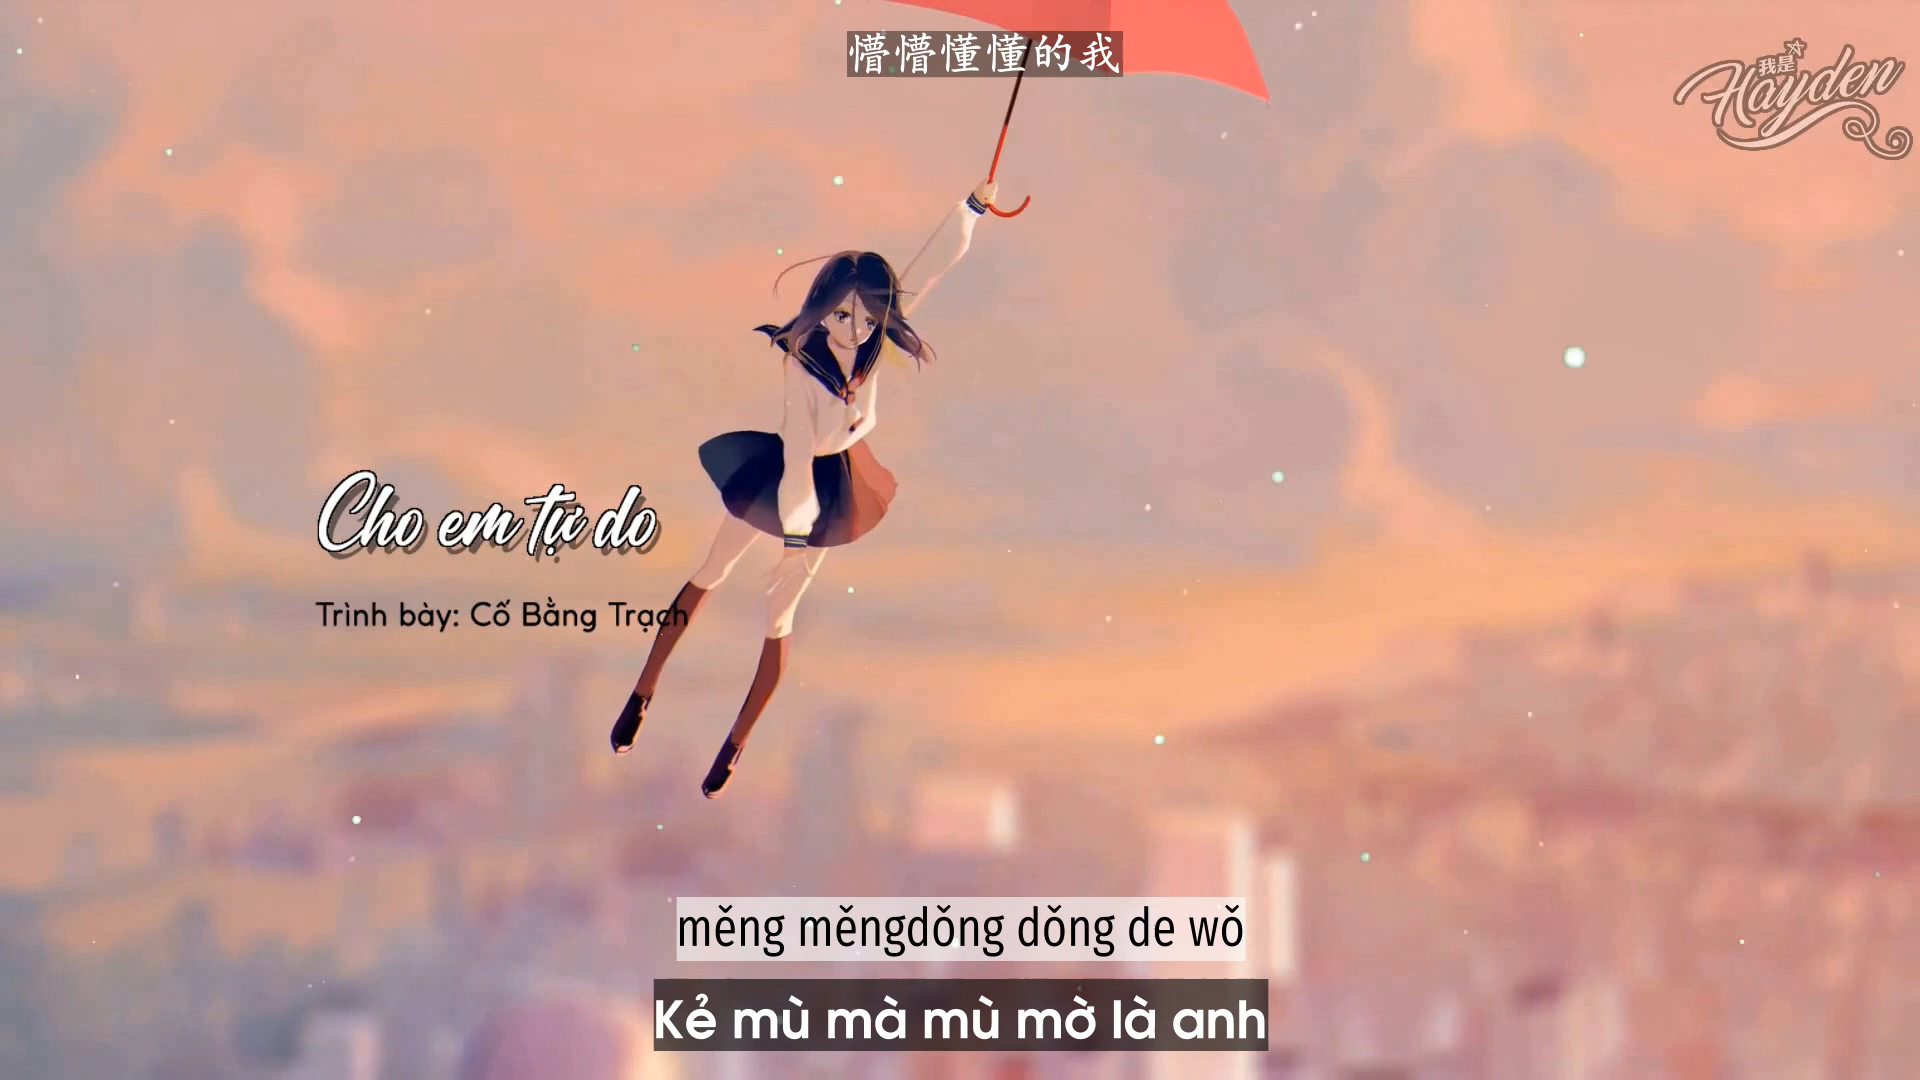 懵懵懂懂的我
我是
Hayden
Cho em tự do
Trình bày: Cố Bằng Trạch
měng měngdǒng dǒng de wǒ
Kẻ mù mà mù mờ là anh